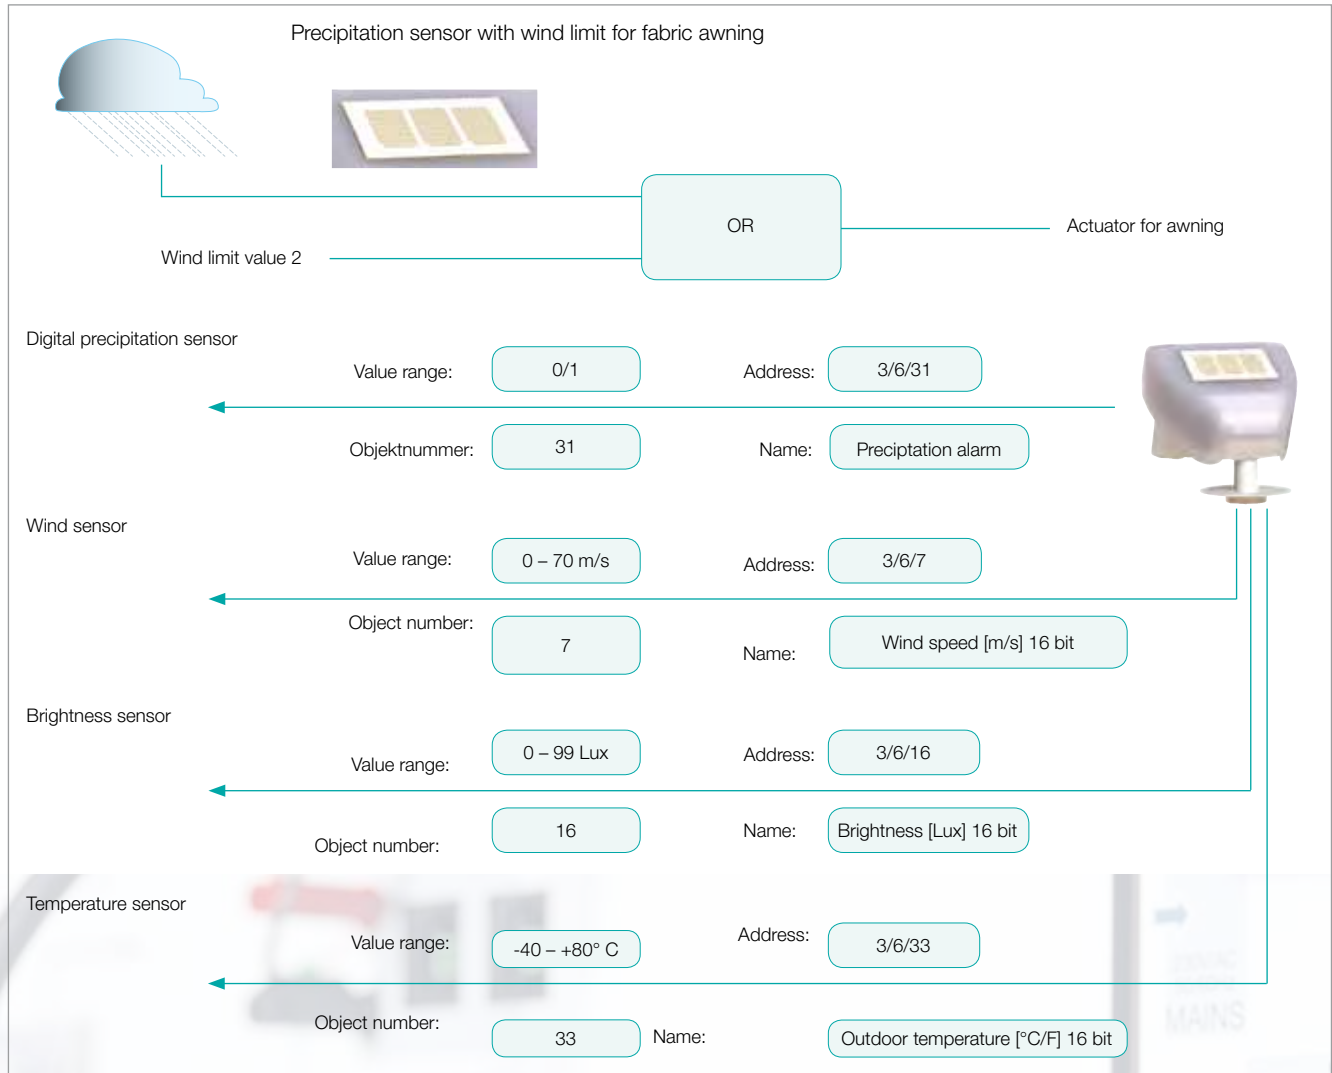 Precipitation sensor with wind limit for fabric awning
OR
Actuator for awning
Wind limit value 2
Digital precipitation sensor
Value range: 0/1 Address: 3/6/31
Objektnummer: 31 Name: Preciptation alarm
Wind sensor
Value range: 0 – 70 m/s Address: 3/6/7
Object number: 7 Name: Wind speed [m/s] 16 bit
Brightness sensor
Value range: 0 – 99 Lux Address: 3/6/16
Object number: 16 Name: Brightness [Lux] 16 bit
Temperature sensor
Value range: -40 – +80° C Address: 3/6/33
MAINS
Object number: 33 Name: Outdoor temperature [°C/F] 16 bit